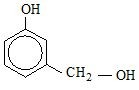 OH
CH₂ — OH